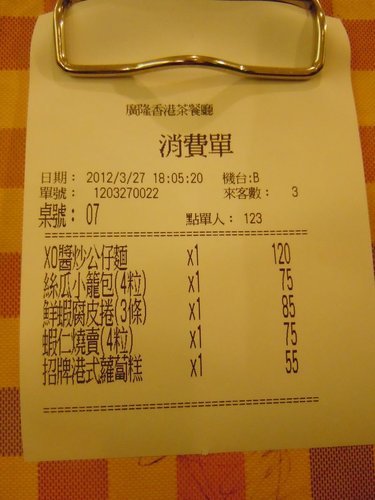 廣隆香港茶餐廳
消費單
日期: 2012/3/27 18:05:20 機台:B
單號: 1203270022 來客數: 3
桌號: 07 點單人: 123
XO醬炒公仔麵 x1 120
絲瓜小籠包(4粒) x1 75
鮮蝦腐皮捲(3條) x1 85
蝦仁燒賣(4粒) x1 75
招牌港式蘿蔔糕 x1 55